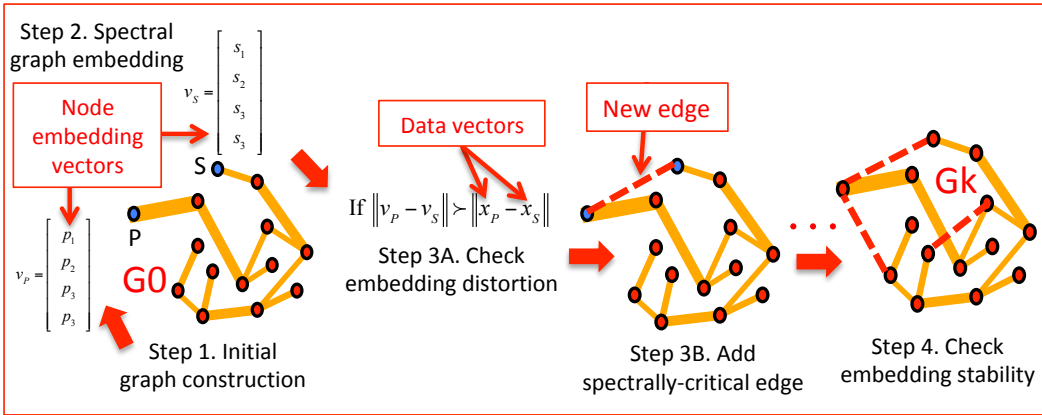 Step 2. Spectral
graph embedding
v_S = [ s_1
s_2
s_3
s_3 ]
Node
embedding
vectors
S
P
v_P = [ p_1
p_2
p_3
p_3 ]
G0
Step 1. Initial
graph construction
Data vectors
If ‖v_P − v_S‖ ≻ ‖x_P − x_S‖
Step 3A. Check
embedding distortion
New edge
Step 3B. Add
spectrally-critical edge
Gk
Step 4. Check
embedding stability